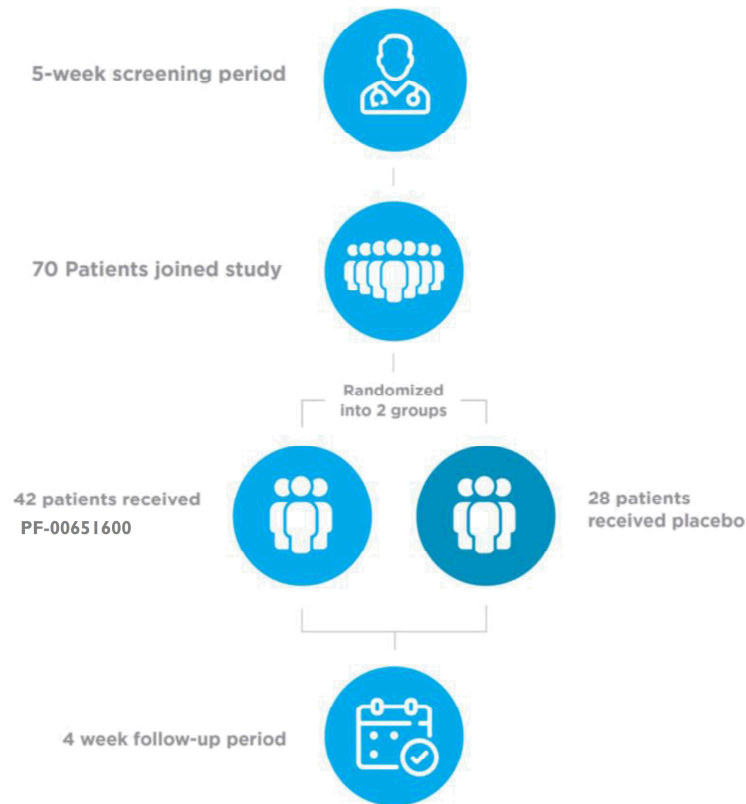 5-week screening period
70 Patients joined study
Randomized
into 2 groups
42 patients received
PF-00651600
28 patients
received placebo
4 week follow-up period